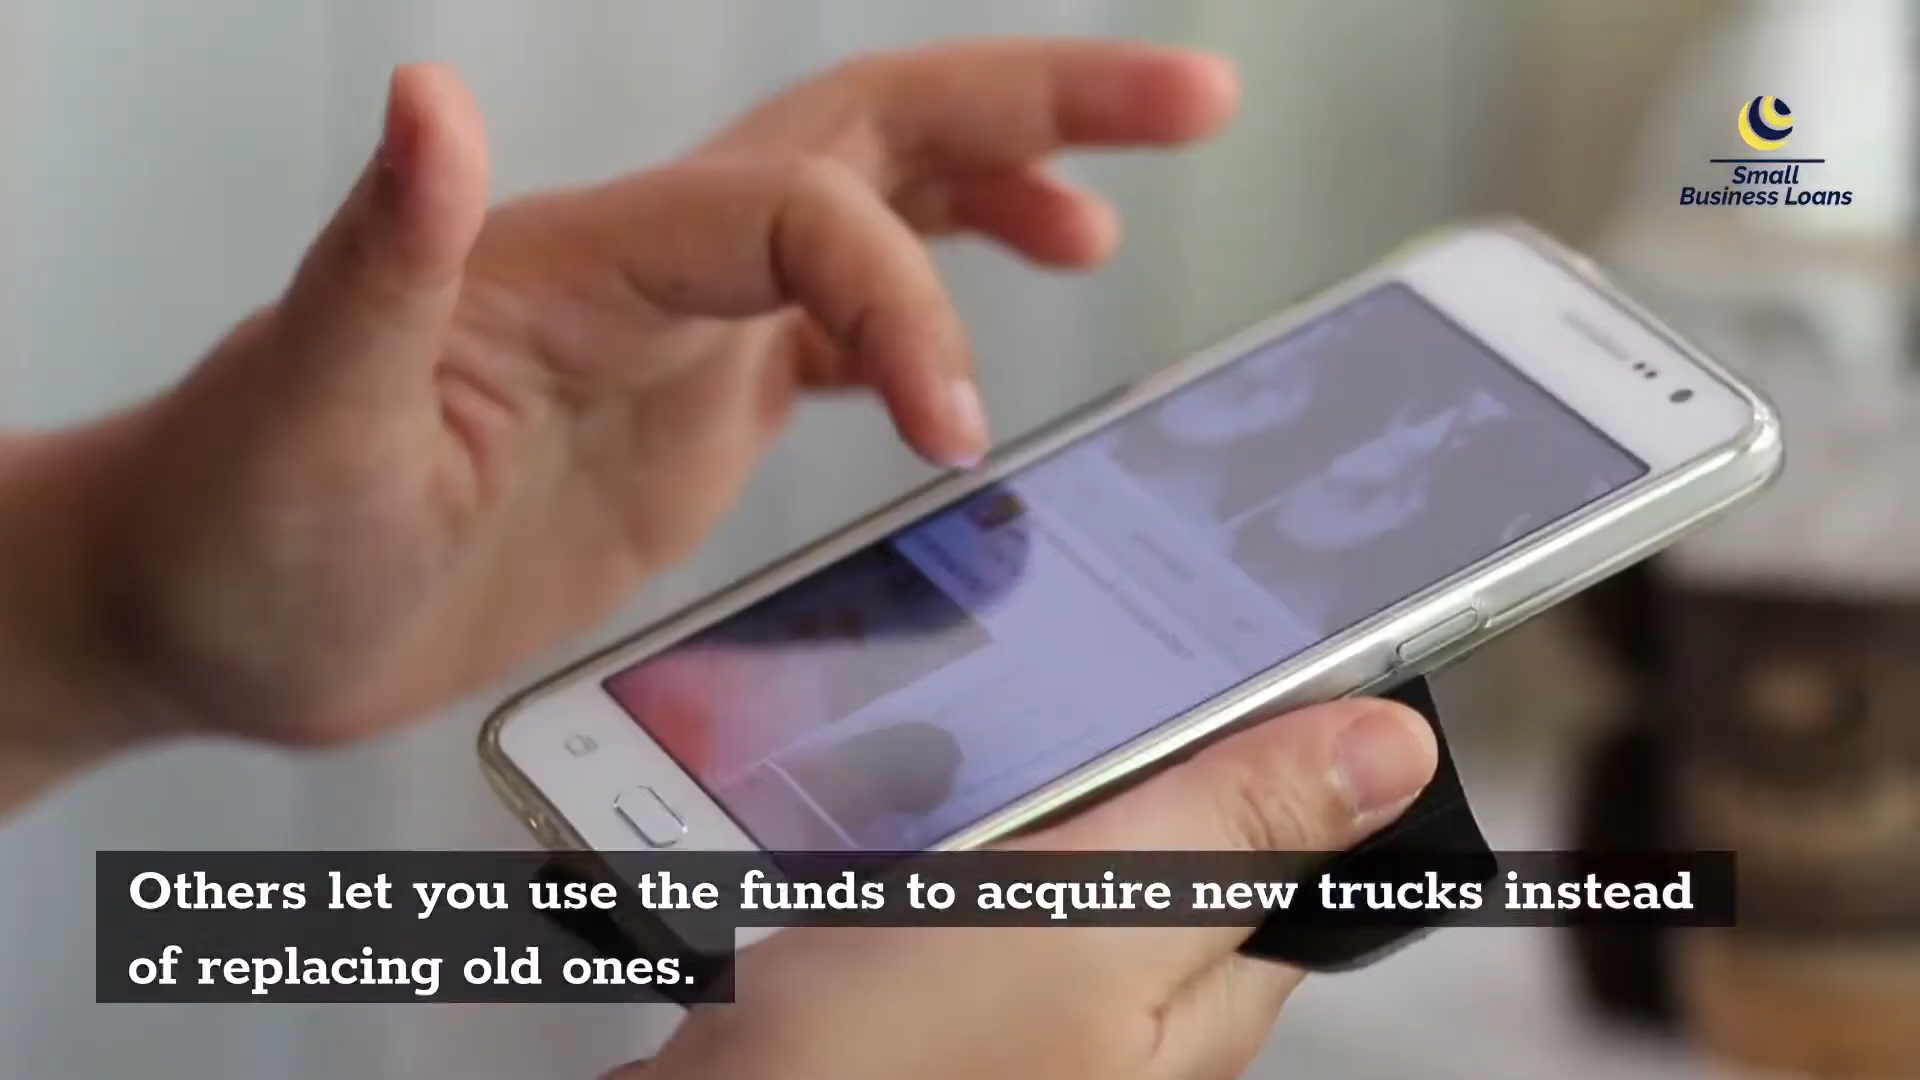 Small
Business Loans
Others let you use the funds to acquire new trucks instead
of replacing old ones.